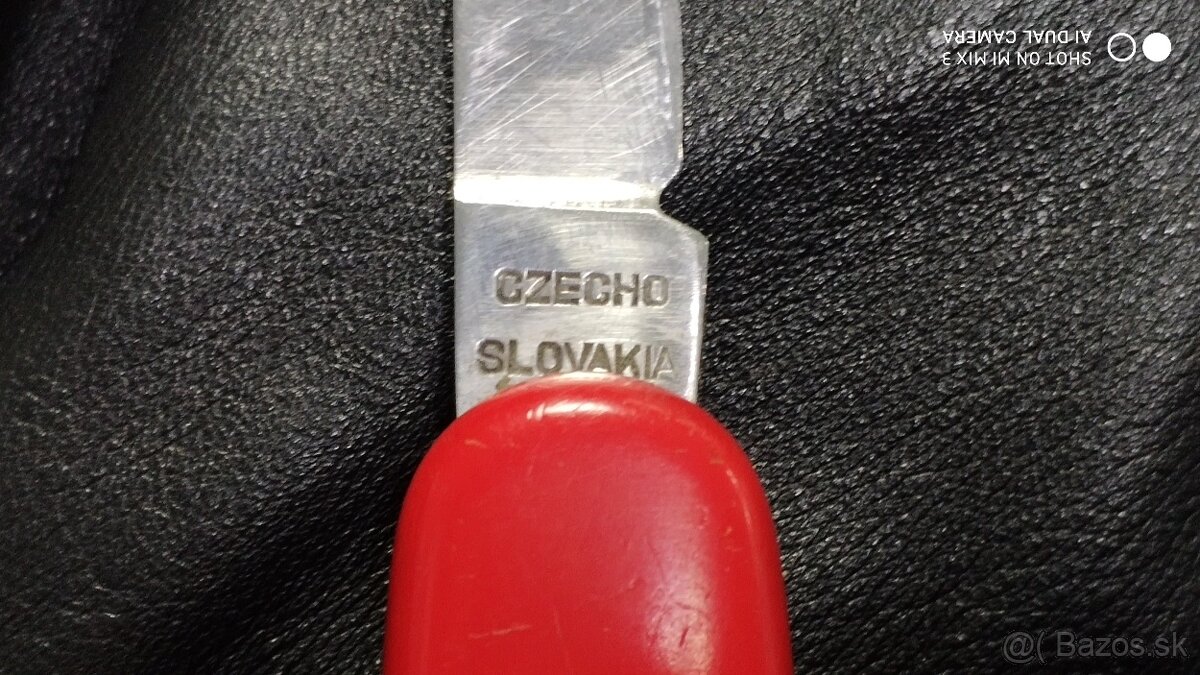 SHOT ON MI MIX 3
AI DUAL CAMERA
CZECHO
SLOVAKIA
@( Bazos.sk